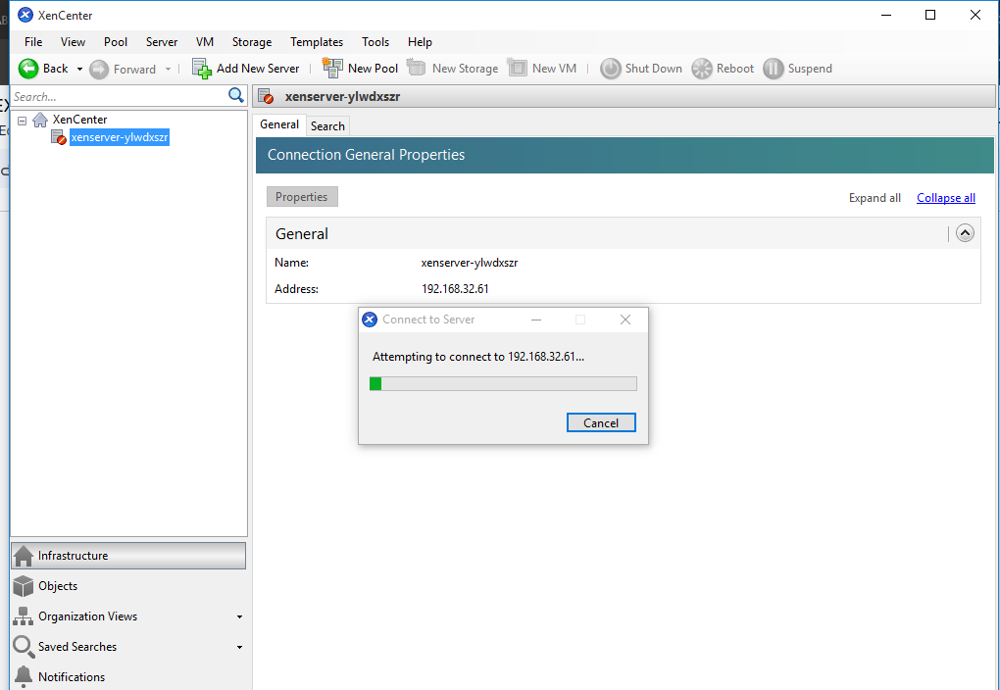 XenCenter
File View Pool Server VM Storage Templates Tools Help
Back Forward Add New Server New Pool New Storage New VM Shut Down Reboot Suspend
Search...
xenserver-ylwdxszr
XenCenter
xenserver-ylwdxszr
General Search
Connection General Properties
Properties Expand all Collapse all
General
Name: xenserver-ylwdxszr
Address: 192.168.32.61
Connect to Server
Attempting to connect to 192.168.32.61...
Cancel
Infrastructure
Objects
Organization Views
Saved Searches
Notifications